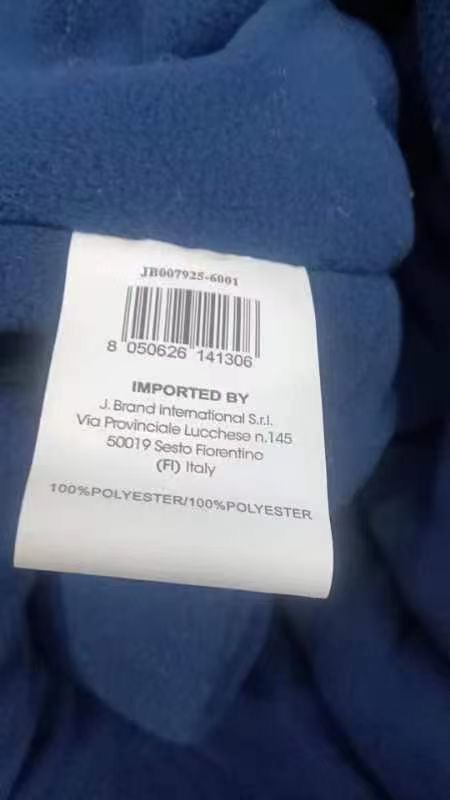 JB007925-6001
8 050626 141306
IMPORTED BY
J. Brand International S.r.l.
Via Provinciale Lucchese n.145
50019 Sesto Fiorentino
(FI) Italy
100%POLYESTER/100%POLYESTER